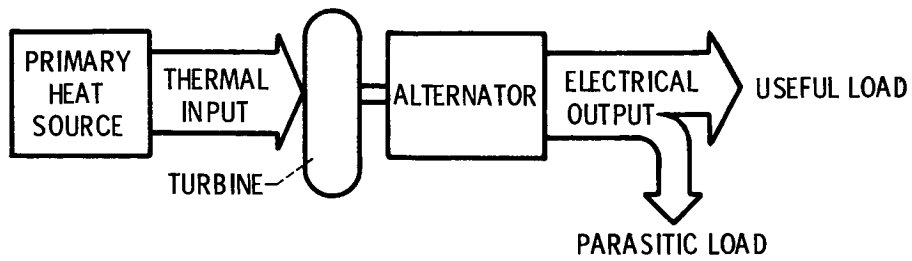 PRIMARY
HEAT
SOURCE
THERMAL
INPUT
TURBINE
ALTERNATOR
ELECTRICAL
OUTPUT
USEFUL LOAD
PARASITIC LOAD